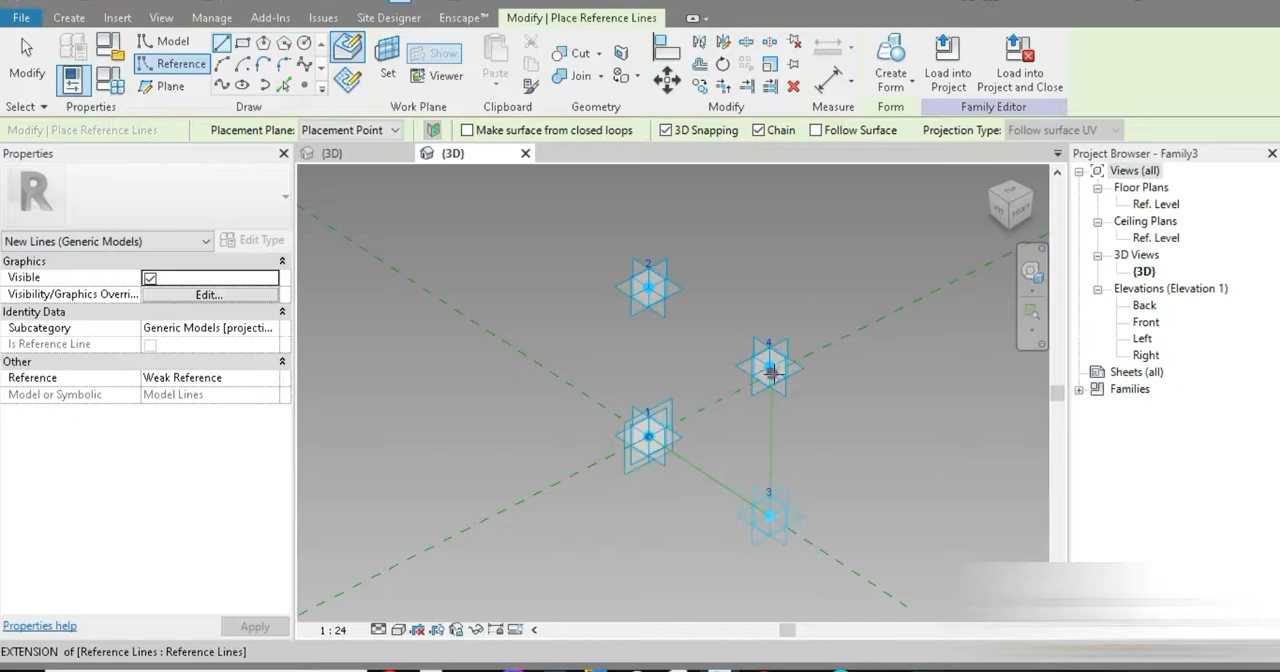 File Create Insert View Manage Add-Ins Issues Site Designer Enscape™ Modify | Place Reference Lines
Modify
Model
Reference
Plane
Set
Show
Viewer
Paste
Cut
Join
Create Form
Load into Project
Load into Project and Close
Select Properties Draw Work Plane Clipboard Geometry Modify Measure Form Family Editor
Modify | Place Reference Lines Placement Plane: Placement Point Make surface from closed loops 3D Snapping Chain Follow Surface Projection Type: Follow surface UV
Properties
{3D}
{3D}
Project Browser - Family3
R
New Lines (Generic Models) Edit Type
Graphics
Visible
Visibility/Graphics Overri... Edit...
Identity Data
Subcategory Generic Models [projecti...
Is Reference Line
Other
Reference Weak Reference
Model or Symbolic Model Lines
Properties help
Apply
2
4
1
3
TOP
FRONT
Views (all)
Floor Plans
Ref. Level
Ceiling Plans
Ref. Level
3D Views
{3D}
Elevations (Elevation 1)
Back
Front
Left
Right
Sheets (all)
Families
1 : 24
EXTENSION of [Reference Lines : Reference Lines]